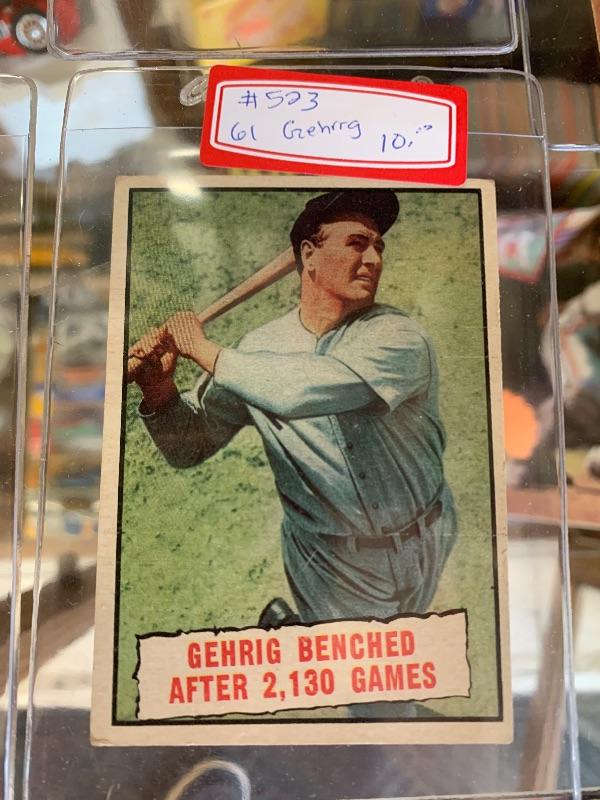 #523
61 Gehrig 10.00
GEHRIG BENCHED
AFTER 2,130 GAMES